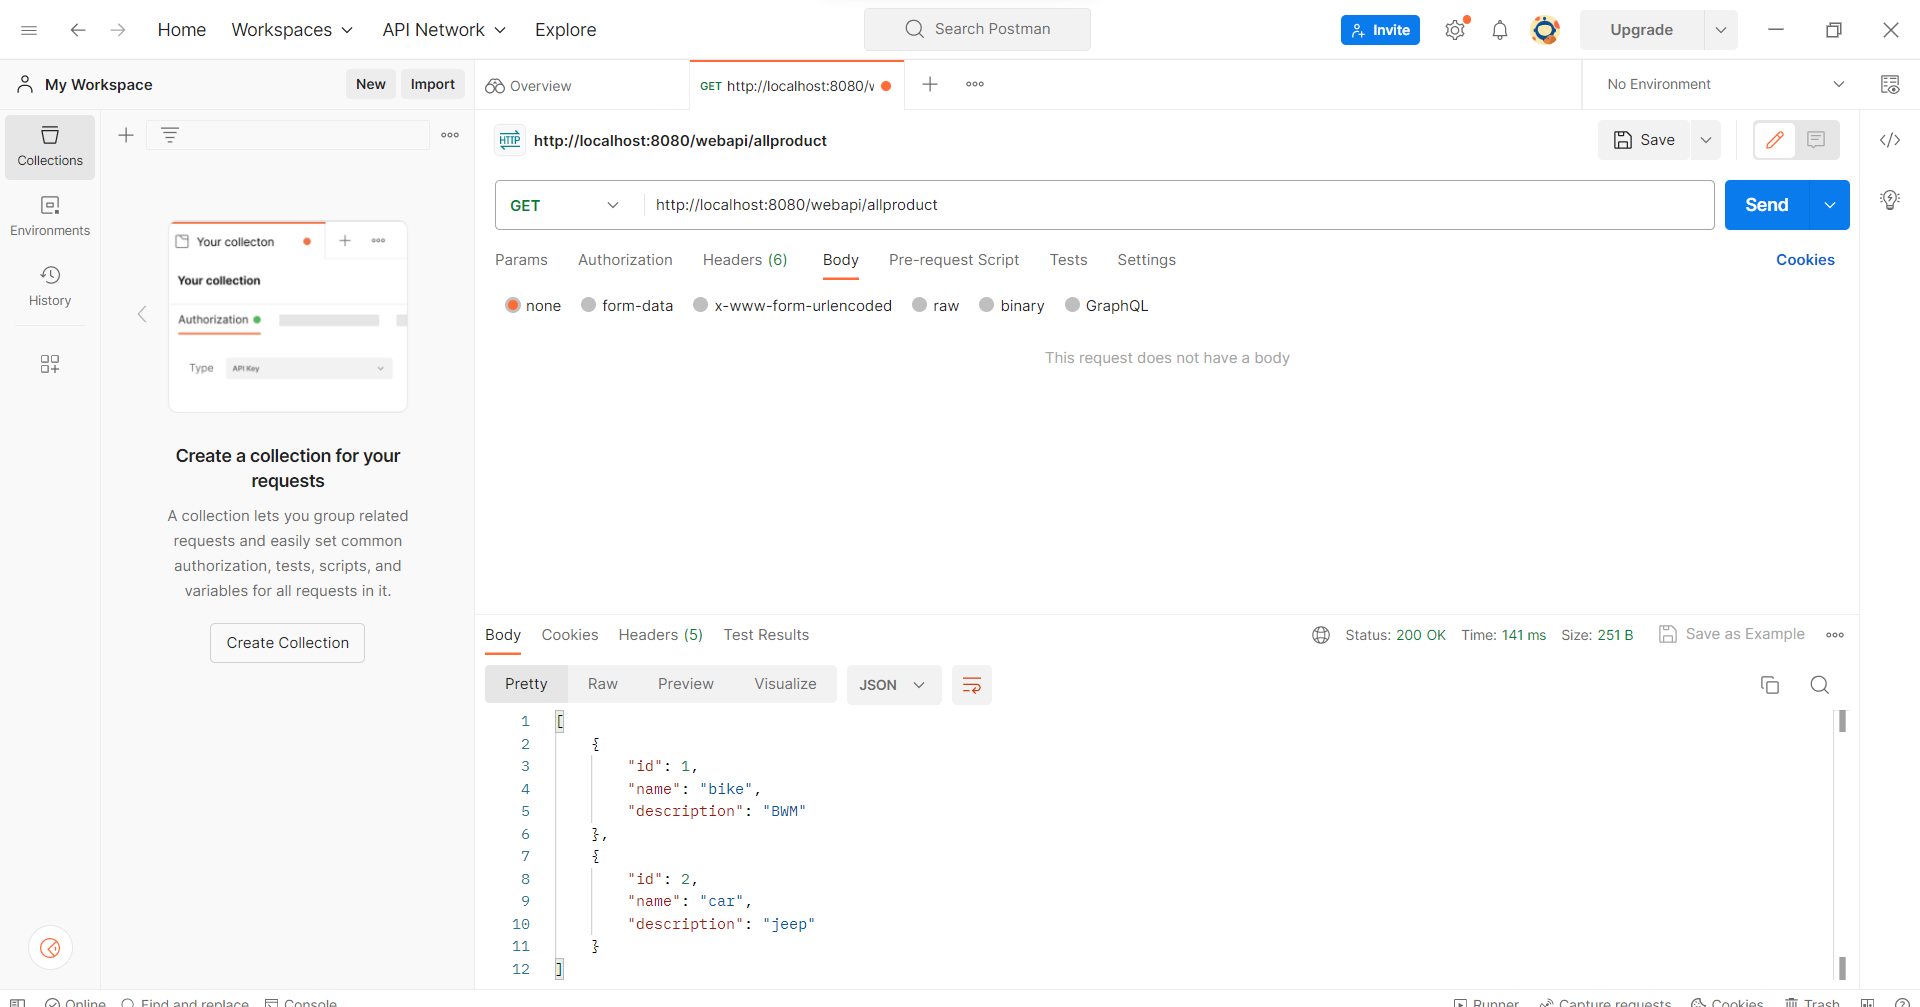 Home
Workspaces
API Network
Explore
Search Postman
Invite
Upgrade
My Workspace
New
Import
Overview
GET http://localhost:8080/w
No Environment
Collections
Environments
History
Your collecton
Your collection
Authorization
Type
API Key
Create a collection for your
requests
A collection lets you group related
requests and easily set common
authorization, tests, scripts, and
variables for all requests in it.
Create Collection
HTTP
http://localhost:8080/webapi/allproduct
Save
GET
http://localhost:8080/webapi/allproduct
Send
Params
Authorization
Headers (6)
Body
Pre-request Script
Tests
Settings
Cookies
none
form-data
x-www-form-urlencoded
raw
binary
GraphQL
This request does not have a body
Body
Cookies
Headers (5)
Test Results
Status: 200 OK
Time: 141 ms
Size: 251 B
Save as Example
Pretty
Raw
Preview
Visualize
JSON
1 [
2 {
3 "id": 1,
4 "name": "bike",
5 "description": "BWM"
6 },
7 {
8 "id": 2,
9 "name": "car",
10 "description": "jeep"
11 }
12 ]
Online
Find and replace
Console
Runner
Capture requests
Cookies
Trash